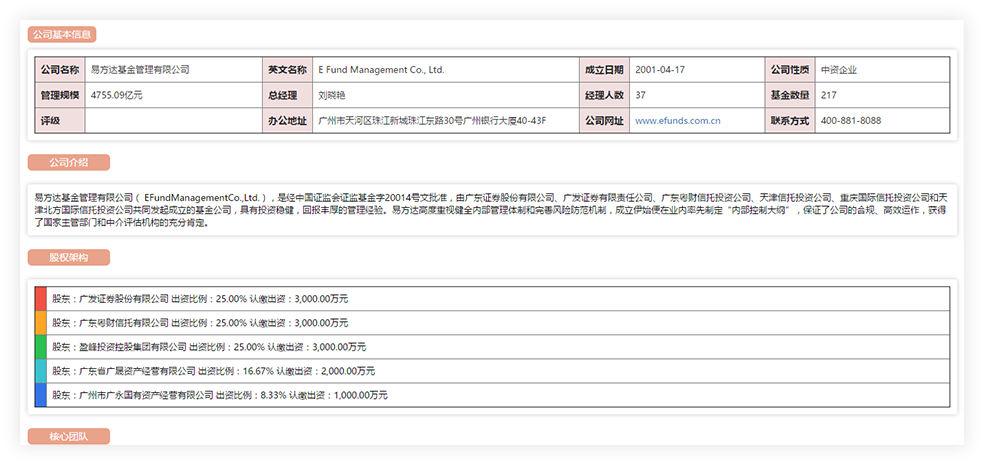 公司基本信息
公司名称 易方达基金管理有限公司 英文名称 E Fund Management Co., Ltd. 成立日期 2001-04-17 公司性质 中资企业
管理规模 4755.09亿元 总经理 刘晓艳 经理人数 37 基金数量 217
评级 办公地址 广州市天河区珠江新城珠江东路30号广州银行大厦40-43F 公司网址 www.efunds.com.cn 联系方式 400-881-8088
公司介绍
易方达基金管理有限公司（ EFundManagementCo.,Ltd. ），是经中国证监会证监基金字20014号文批准，由广东证券股份有限公司、广发证券有限责任公司、广东粤财信托投资公司、天津信托投资公司、重庆国际信托投资公司和天
津北方国际信托投资公司共同发起成立的基金公司，具有投资稳健，回报丰厚的管理经验。易方达高度重视健全内部管理体制和完善风险防范机制，成立伊始便在业内率先制定“内部控制大纲”，保证了公司的合规、高效运作，获得
了国家主管部门和中介评估机构的充分肯定。
股权架构
股东：广发证券股份有限公司 出资比例：25.00% 认缴出资：3,000.00万元
股东：广东粤财信托有限公司 出资比例：25.00% 认缴出资：3,000.00万元
股东：盈峰投资控股集团有限公司 出资比例：25.00% 认缴出资：3,000.00万元
股东：广东省广晟资产经营有限公司 出资比例：16.67% 认缴出资：2,000.00万元
股东：广州市广永国有资产经营有限公司 出资比例：8.33% 认缴出资：1,000.00万元
核心团队